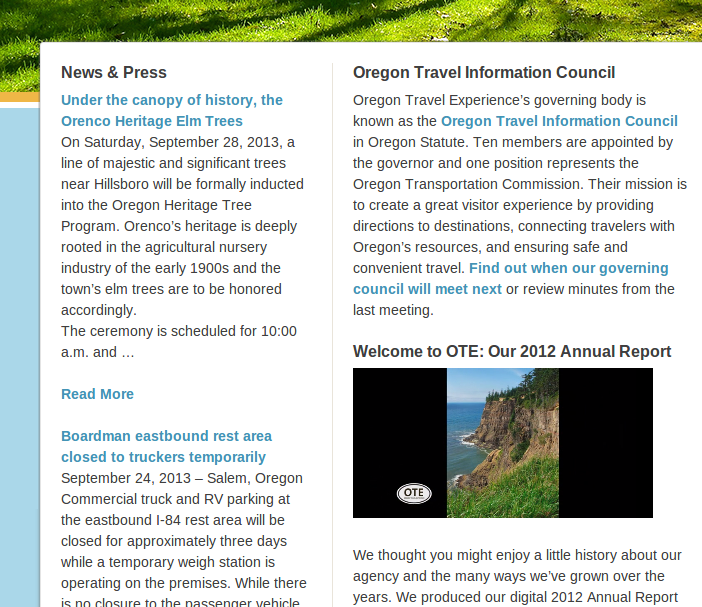 News & Press
Under the canopy of history, the
Orenco Heritage Elm Trees
On Saturday, September 28, 2013, a
line of majestic and significant trees
near Hillsboro will be formally inducted
into the Oregon Heritage Tree
Program. Orenco’s heritage is deeply
rooted in the agricultural nursery
industry of the early 1900s and the
town’s elm trees are to be honored
accordingly.
The ceremony is scheduled for 10:00
a.m. and …
Read More
Boardman eastbound rest area
closed to truckers temporarily
September 24, 2013 – Salem, Oregon
Commercial truck and RV parking at
the eastbound I-84 rest area will be
closed for approximately three days
while a temporary weigh station is
operating on the premises. While there
is no closure to the passenger vehicle
Oregon Travel Information Council
Oregon Travel Experience’s governing body is
known as the Oregon Travel Information Council
in Oregon Statute. Ten members are appointed by
the governor and one position represents the
Oregon Transportation Commission. Their mission is
to create a great visitor experience by providing
directions to destinations, connecting travelers with
Oregon’s resources, and ensuring safe and
convenient travel. Find out when our governing
council will meet next or review minutes from the
last meeting.
Welcome to OTE: Our 2012 Annual Report
OTE
We thought you might enjoy a little history about our
agency and the many ways we’ve grown over the
years. We produced our digital 2012 Annual Report